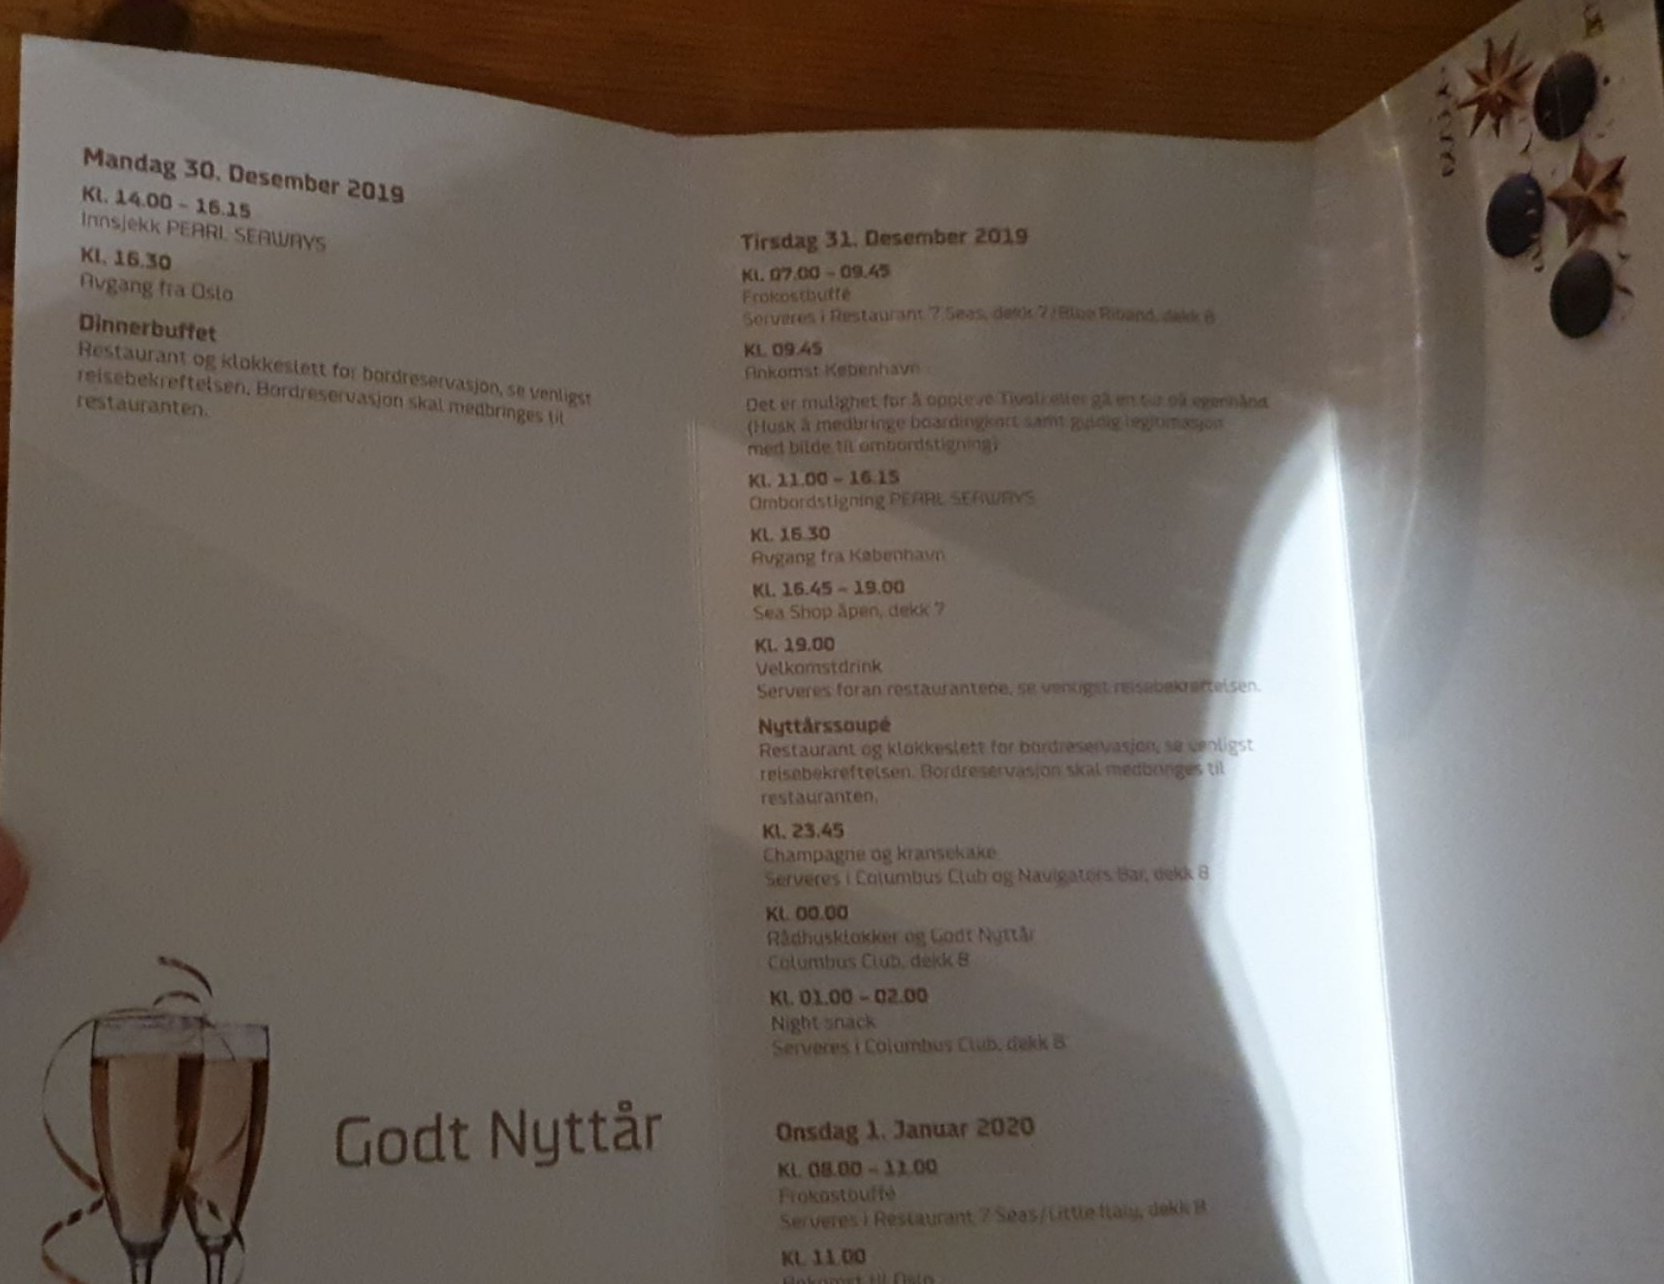 Mandag 30. Desember 2019
Kl. 14.00 – 16.15
Innsjekk PEARL SEAWAYS
Kl. 16.30
Avgang fra Oslo
Dinnerbuffet
Restaurant og klokkeslett for bordreservasjon, se venligst
reisebekreftelsen. Bordreservasjon skal medbringes til
restauranten.
Godt Nyttår
Tirsdag 31. Desember 2019
Kl. 07.00 – 09.45
Frokostbuffé
Serveres i Restaurant 7 Seas, dekk 7/Blue Riband, dekk 8
Kl. 09.45
Ankomst København
Det er mulighet for å oppleve Tivoli eller gå en tur på egenhånd
(Husk å medbringe boardingkort samt gyldig legitimasjon
med bilde til ombordstigning)
Kl. 11.00 – 16.15
Ombordstigning PEARL SEAWAYS
Kl. 16.30
Avgang fra København
Kl. 16.45 – 19.00
Sea Shop åpen, dekk 7
Kl. 19.00
Velkomstdrink
Serveres foran restaurantene, se venligst reisebekreftelsen.
Nyttårssoupé
Restaurant og klokkeslett for bordreservasjon, se venligst
reisebekreftelsen. Bordreservasjon skal medbringes til
restauranten.
Kl. 23.45
Champagne og kransekake
Serveres i Columbus Club og Navigators Bar, dekk 8
Kl. 00.00
Rådhusklokker og Godt Nyttår
Columbus Club, dekk 8
Kl. 01.00 – 02.00
Night snack
Serveres i Columbus Club, dekk 8
Onsdag 1. Januar 2020
Kl. 08.00 – 11.00
Frokostbuffé
Serveres i Restaurant 7 Seas/Little Italy, dekk 8
Kl. 11.00
Ankomst til Oslo